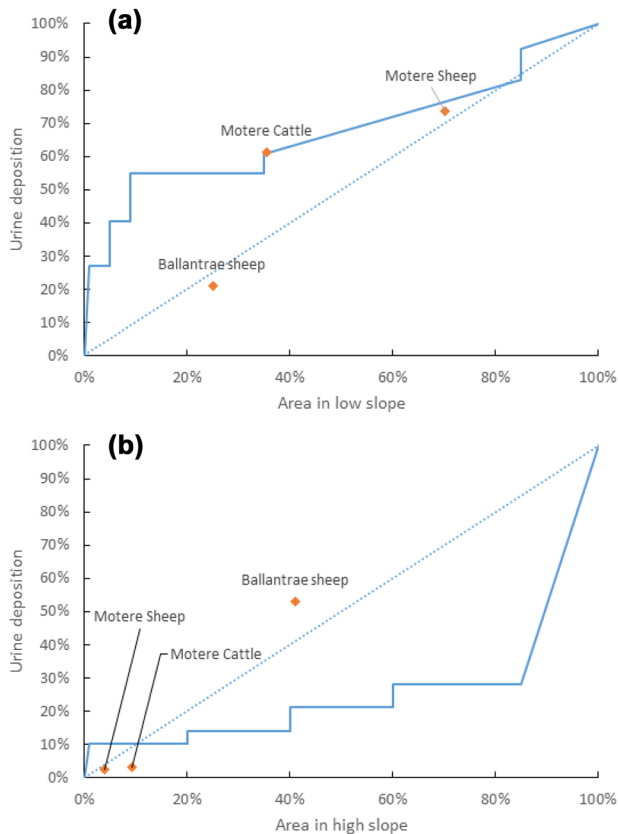 (a)
100%
90%
80%
70%
60%
50%
40%
30%
20%
10%
0%
Urine deposition
Motere Sheep
Motere Cattle
Ballantrae sheep
0% 20% 40% 60% 80% 100%
Area in low slope
(b)
100%
90%
80%
70%
60%
50%
40%
30%
20%
10%
0%
Urine deposition
Ballantrae sheep
Motere Sheep
Motere Cattle
0% 20% 40% 60% 80% 100%
Area in high slope